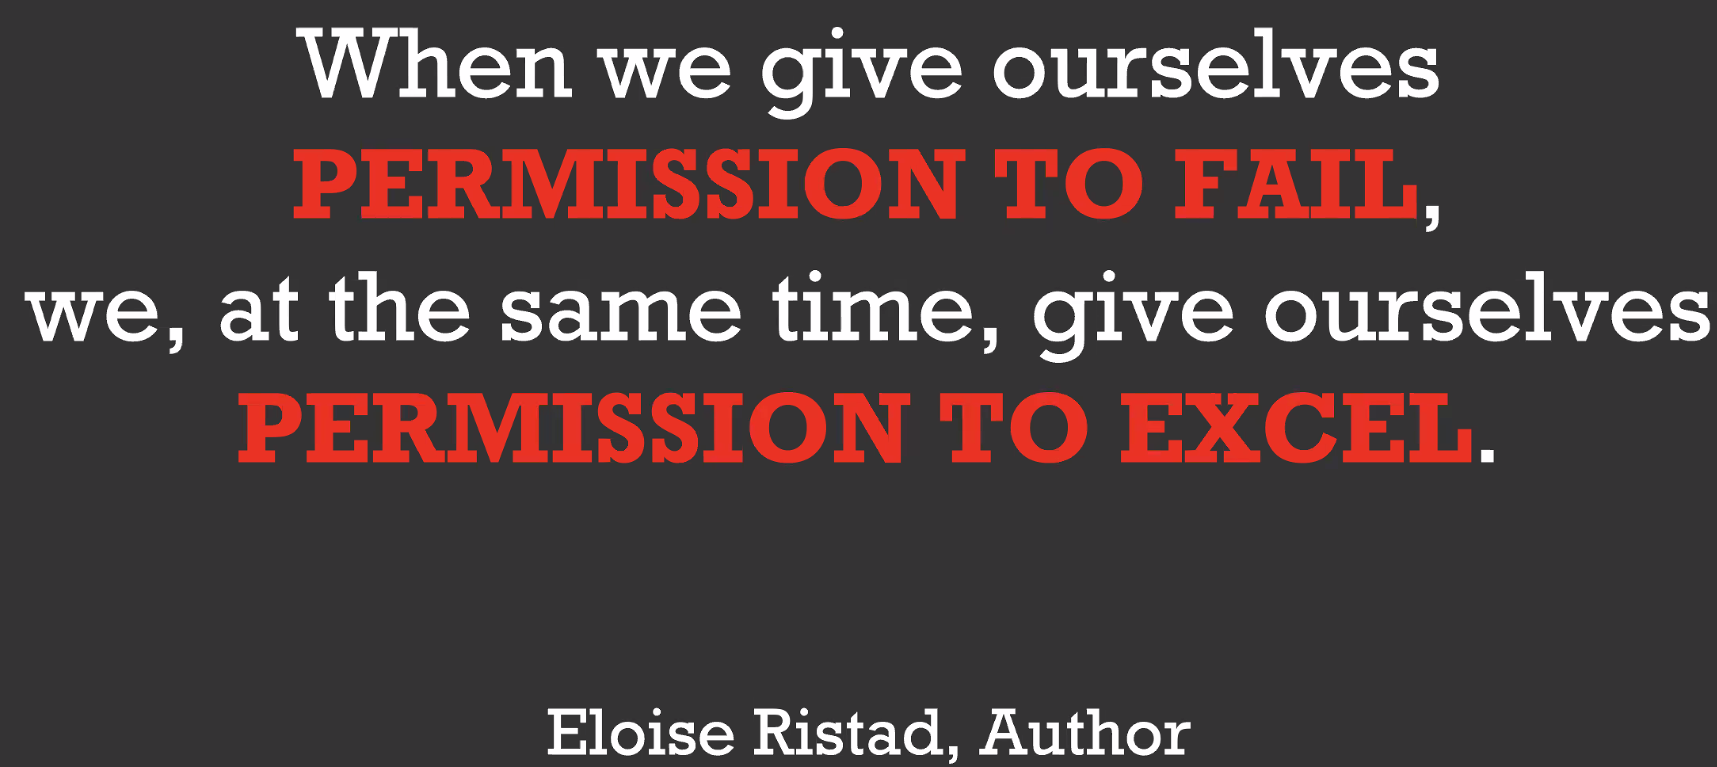 When we give ourselves
PERMISSION TO FAIL,
we, at the same time, give ourselves
PERMISSION TO EXCEL.
Eloise Ristad, Author